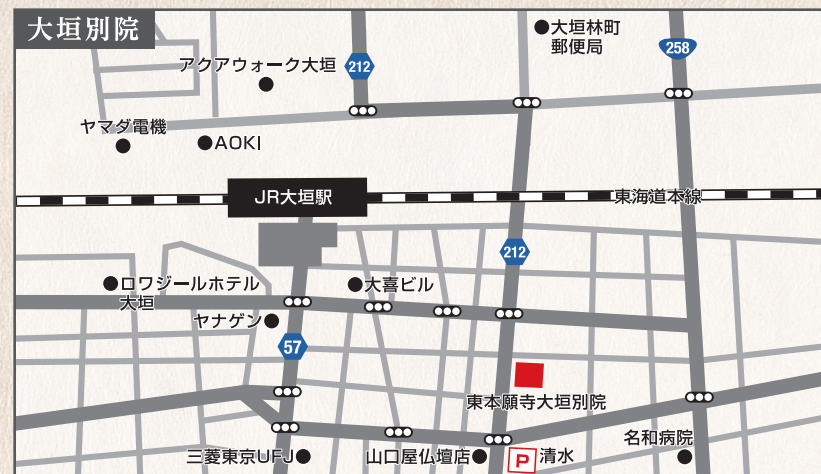 大垣別院
大垣林町
郵便局
258
アクアウォーク大垣
212
ヤマダ電機
AOKI
JR大垣駅
東海道本線
212
ロワジールホテル
大垣
大喜ビル
ヤナゲン
57
東本願寺大垣別院
名和病院
三菱東京UFJ
山口屋仏壇店
P 清水